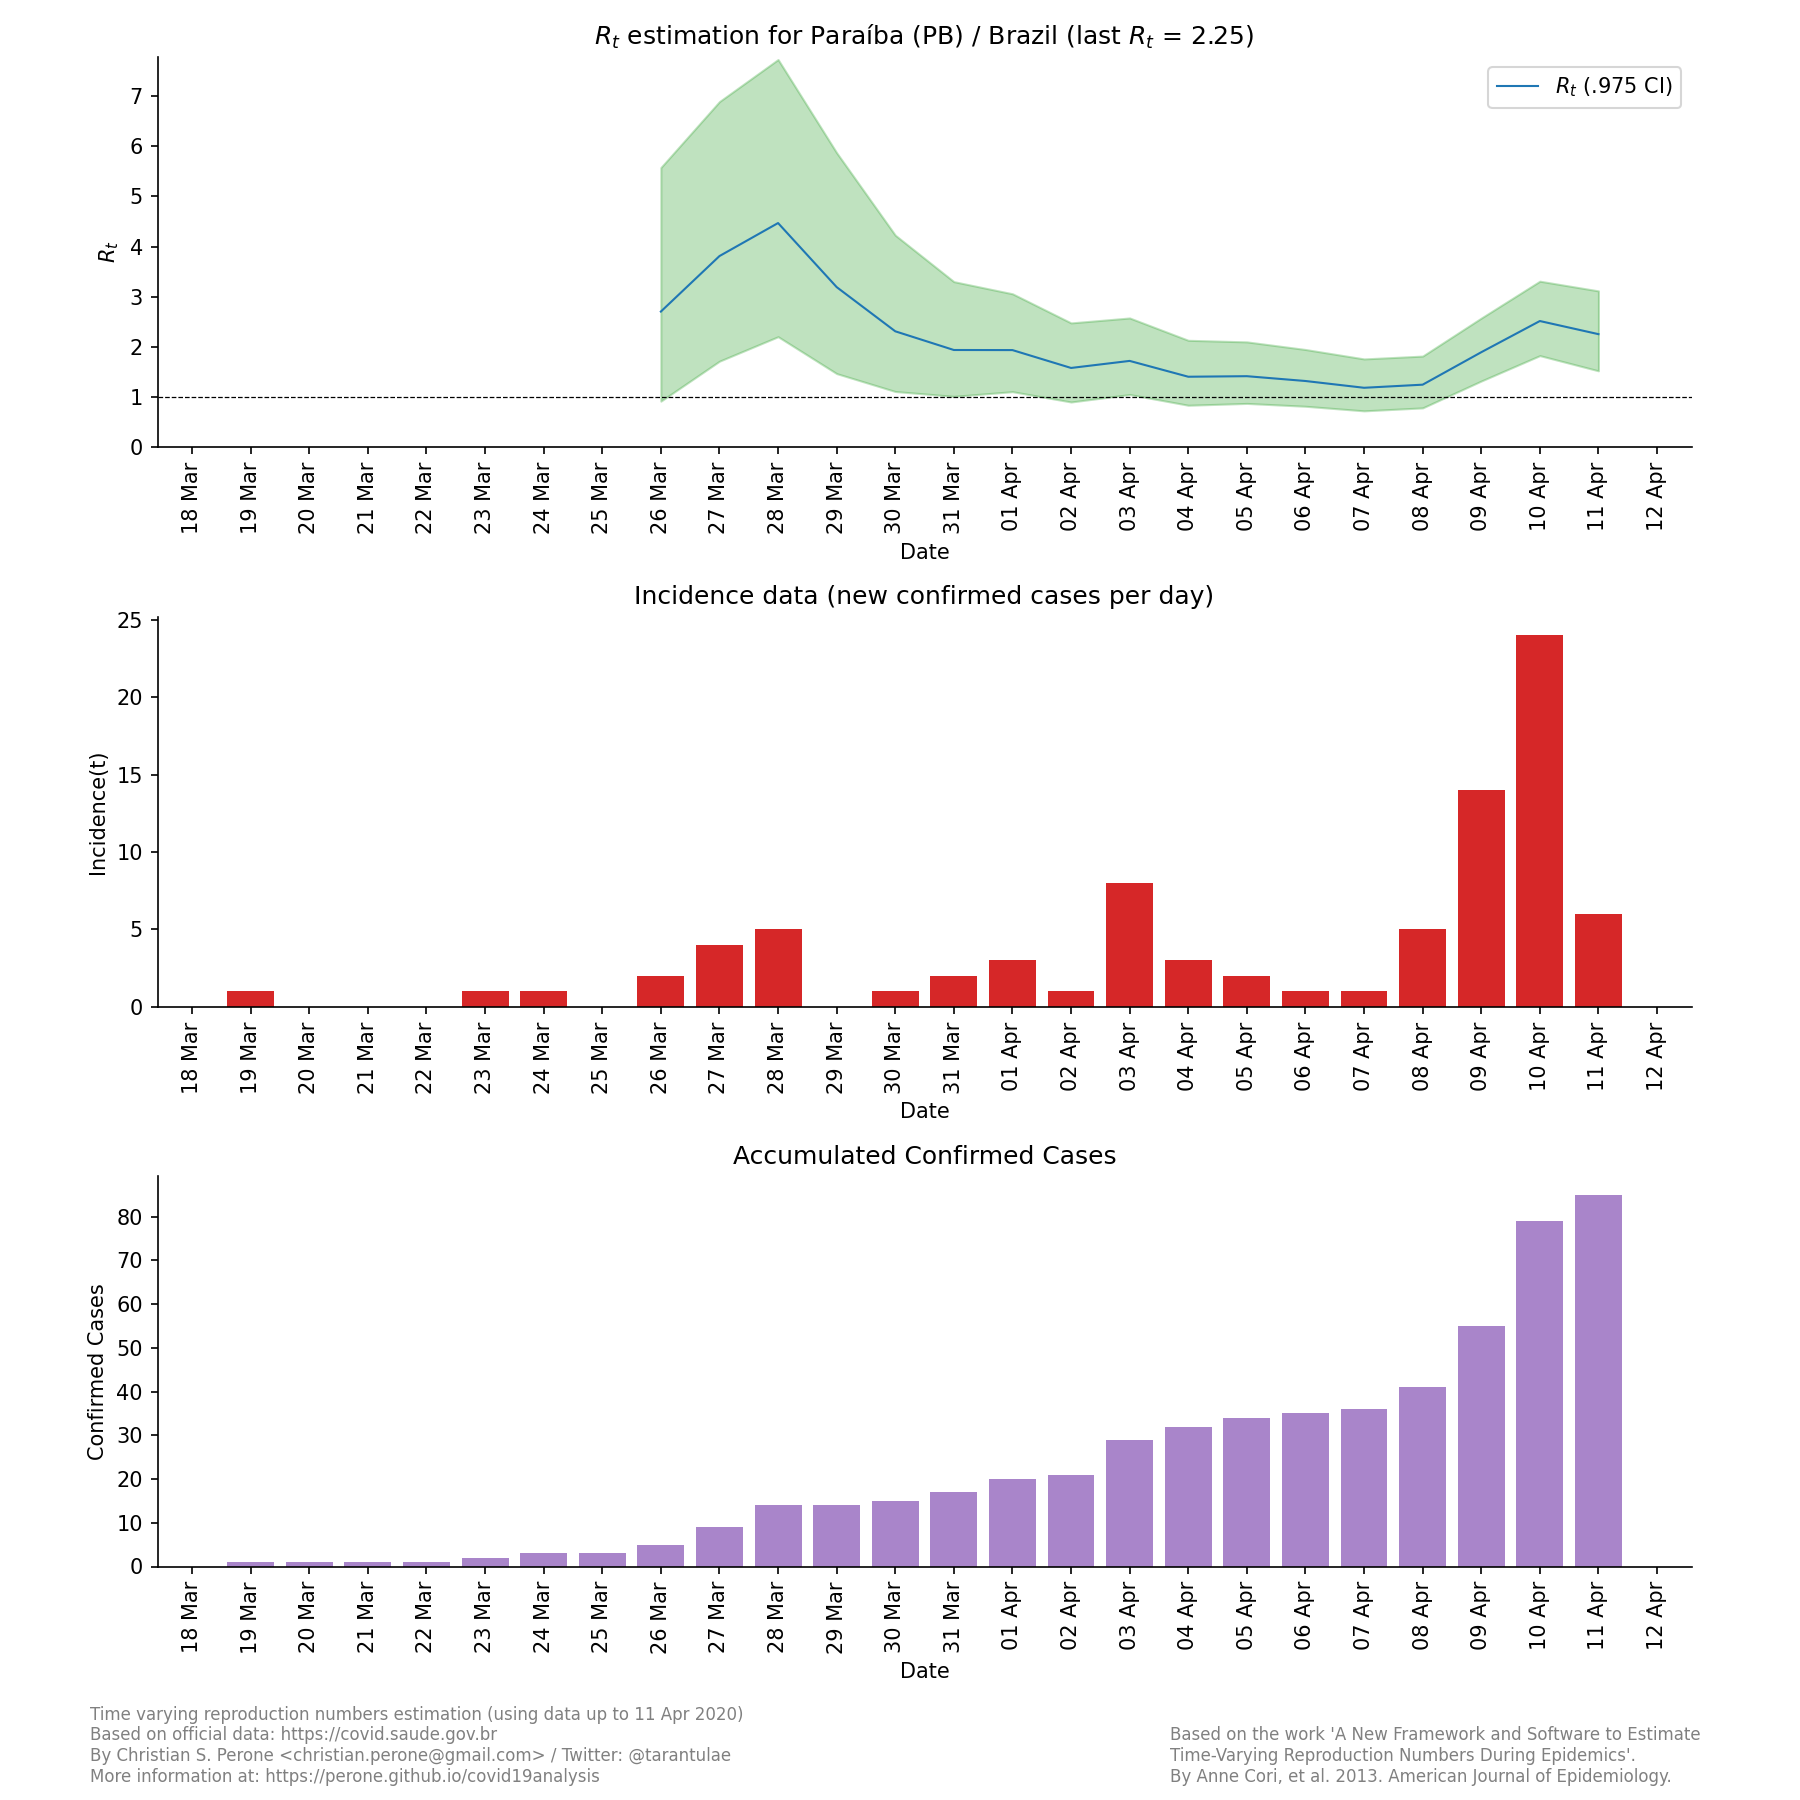 R_t estimation for Paraíba (PB) / Brazil (last R_t = 2.25)
R_t (.975 CI)
R_t
7
6
5
4
3
2
1
0
18 Mar 19 Mar 20 Mar 21 Mar 22 Mar 23 Mar 24 Mar 25 Mar 26 Mar 27 Mar 28 Mar 29 Mar 30 Mar 31 Mar 01 Apr 02 Apr 03 Apr 04 Apr 05 Apr 06 Apr 07 Apr 08 Apr 09 Apr 10 Apr 11 Apr 12 Apr
Date
Incidence data (new confirmed cases per day)
Incidence(t)
25
20
15
10
5
0
18 Mar 19 Mar 20 Mar 21 Mar 22 Mar 23 Mar 24 Mar 25 Mar 26 Mar 27 Mar 28 Mar 29 Mar 30 Mar 31 Mar 01 Apr 02 Apr 03 Apr 04 Apr 05 Apr 06 Apr 07 Apr 08 Apr 09 Apr 10 Apr 11 Apr 12 Apr
Date
Accumulated Confirmed Cases
Confirmed Cases
80
70
60
50
40
30
20
10
0
18 Mar 19 Mar 20 Mar 21 Mar 22 Mar 23 Mar 24 Mar 25 Mar 26 Mar 27 Mar 28 Mar 29 Mar 30 Mar 31 Mar 01 Apr 02 Apr 03 Apr 04 Apr 05 Apr 06 Apr 07 Apr 08 Apr 09 Apr 10 Apr 11 Apr 12 Apr
Date
Time varying reproduction numbers estimation (using data up to 11 Apr 2020)
Based on official data: https://covid.saude.gov.br
By Christian S. Perone <christian.perone@gmail.com> / Twitter: @tarantulae
More information at: https://perone.github.io/covid19analysis
Based on the work 'A New Framework and Software to Estimate
Time-Varying Reproduction Numbers During Epidemics'.
By Anne Cori, et al. 2013. American Journal of Epidemiology.